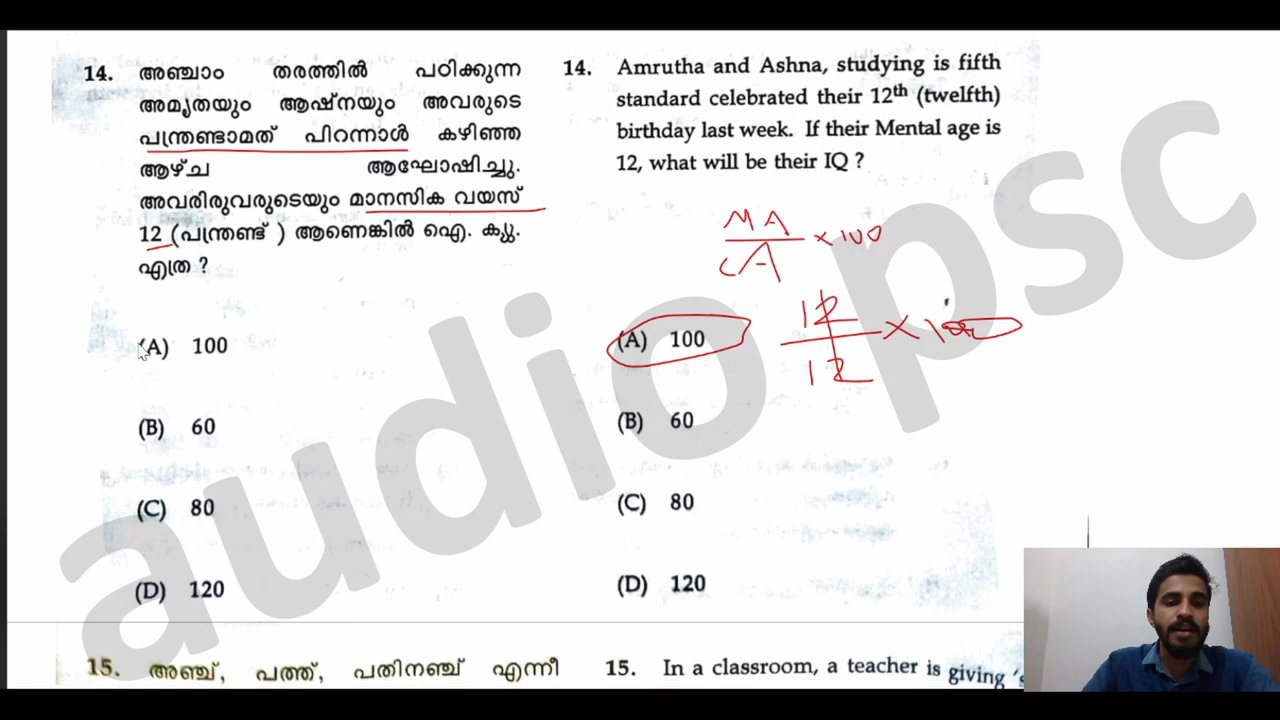 14. അഞ്ചാം തരത്തിൽ പഠിക്കുന്ന
അമൃതയും ആഷ്നയും അവരുടെ
പന്ത്രണ്ടാമത് പിറന്നാൾ കഴിഞ്ഞ
ആഴ്ച ആഘോഷിച്ചു.
അവരിരുവരുടെയും മാനസിക വയസ്
12 (പന്ത്രണ്ട് ) ആണെങ്കിൽ ഐ. ക്യു.
എത്ര ?
(A) 100
(B) 60
(C) 80
(D) 120
14. Amrutha and Ashna, studying is fifth
standard celebrated their 12th (twelfth)
birthday last week. If their Mental age is
12, what will be their IQ ?
MA
CA
× 100
12
12
× 100
(A) 100
(B) 60
(C) 80
(D) 120
15. അഞ്ച്, പത്ത്, പതിനഞ്ച് എന്നീ
15. In a classroom, a teacher is giving
audio psc